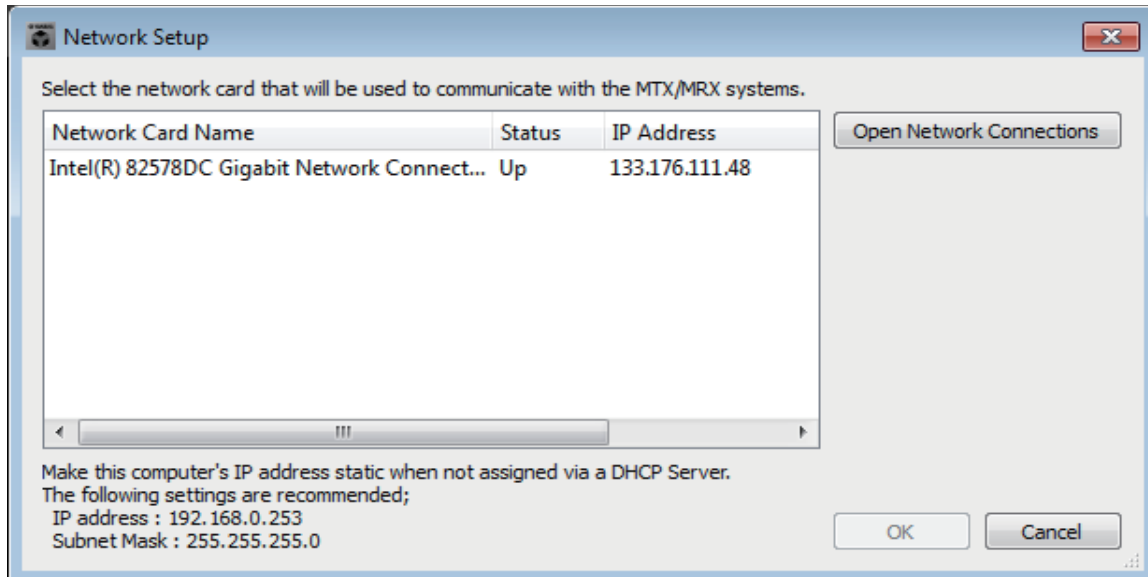 Network Setup
Select the network card that will be used to communicate with the MTX/MRX systems.
Network Card Name Status IP Address
Open Network Connections
Intel(R) 82578DC Gigabit Network Connect... Up 133.176.111.48
Make this computer's IP address static when not assigned via a DHCP Server.
The following settings are recommended;
IP address : 192.168.0.253
Subnet Mask : 255.255.255.0
OK Cancel